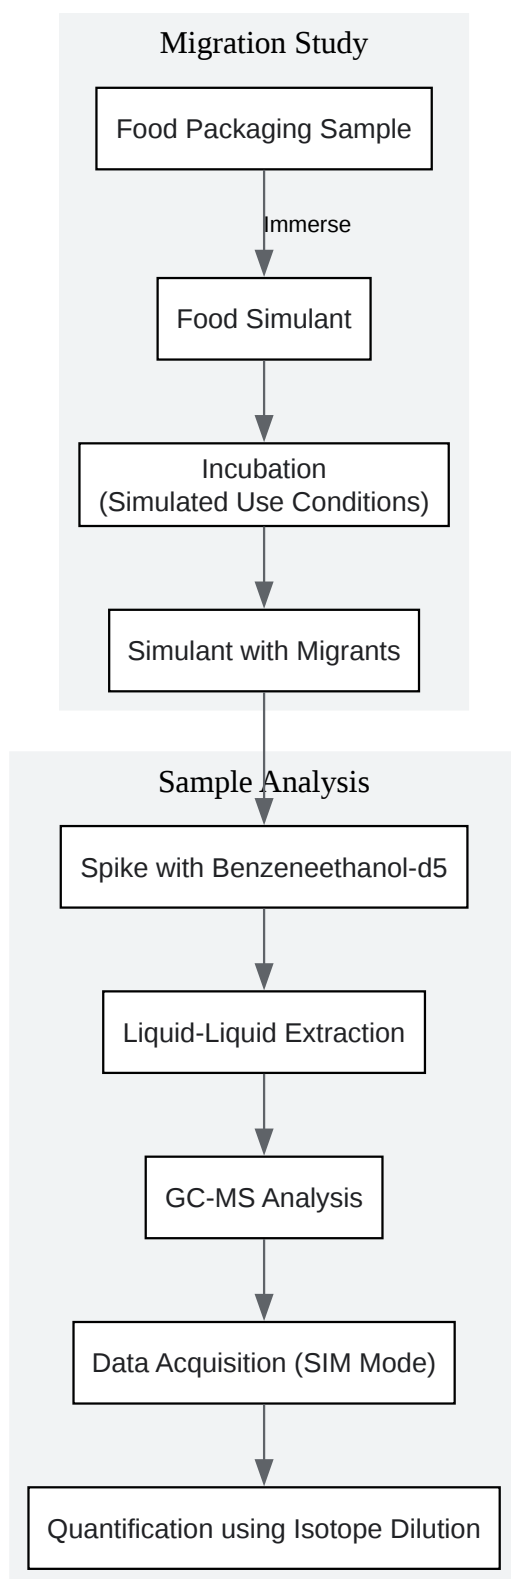 Migration Study
Food Packaging Sample
Immerse
Food Simulant
Incubation
(Simulated Use Conditions)
Simulant with Migrants
Sample Analysis
Spike with Benzeneethanol-d5
Liquid-Liquid Extraction
GC-MS Analysis
Data Acquisition (SIM Mode)
Quantification using Isotope Dilution